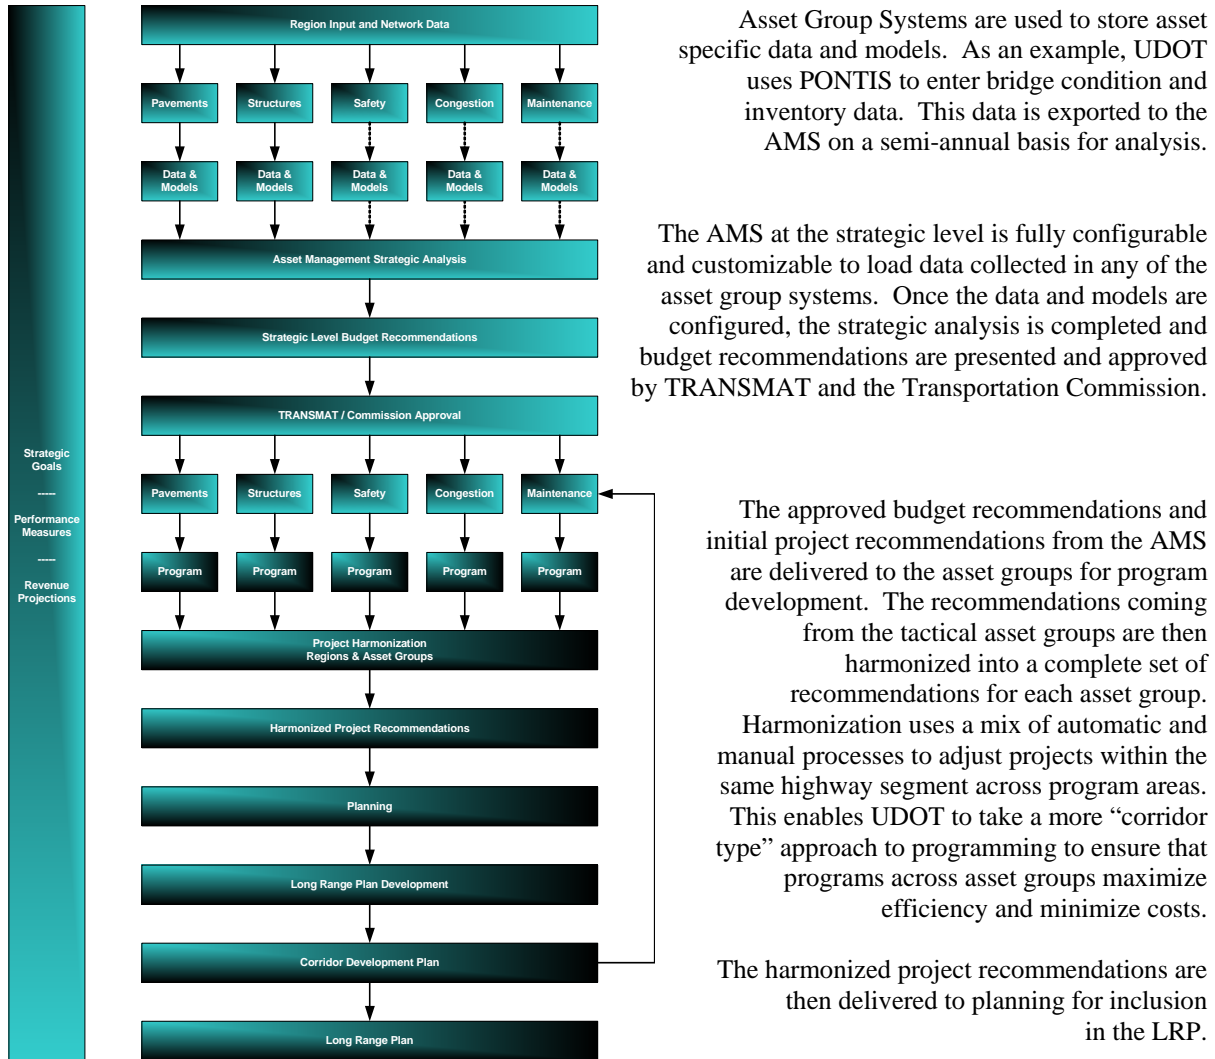 Region Input and Network Data
Pavements
Structures
Safety
Congestion
Maintenance
Data &
Models
Data &
Models
Data &
Models
Data &
Models
Data &
Models
Asset Management Strategic Analysis
Strategic Level Budget Recommendations
TRANSMAT / Commission Approval
Pavements
Structures
Safety
Congestion
Maintenance
Program
Program
Program
Program
Program
Project Harmonization
Regions & Asset Groups
Harmonized Project Recommendations
Planning
Long Range Plan Development
Corridor Development Plan
Long Range Plan
Strategic
Goals
-----
Performance
Measures
-----
Revenue
Projections
Asset Group Systems are used to store asset
specific data and models.  As an example, UDOT
uses PONTIS to enter bridge condition and
inventory data.  This data is exported to the
AMS on a semi-annual basis for analysis.
The AMS at the strategic level is fully configurable
and customizable to load data collected in any of the
asset group systems.  Once the data and models are
configured, the strategic analysis is completed and
budget recommendations are presented and approved
by TRANSMAT and the Transportation Commission.
The approved budget recommendations and
initial project recommendations from the AMS
are delivered to the asset groups for program
development.  The recommendations coming
from the tactical asset groups are then
harmonized into a complete set of
recommendations for each asset group.
Harmonization uses a mix of automatic and
manual processes to adjust projects within the
same highway segment across program areas.
This enables UDOT to take a more “corridor
type” approach to programming to ensure that
programs across asset groups maximize
efficiency and minimize costs.
The harmonized project recommendations are
then delivered to planning for inclusion
in the LRP.